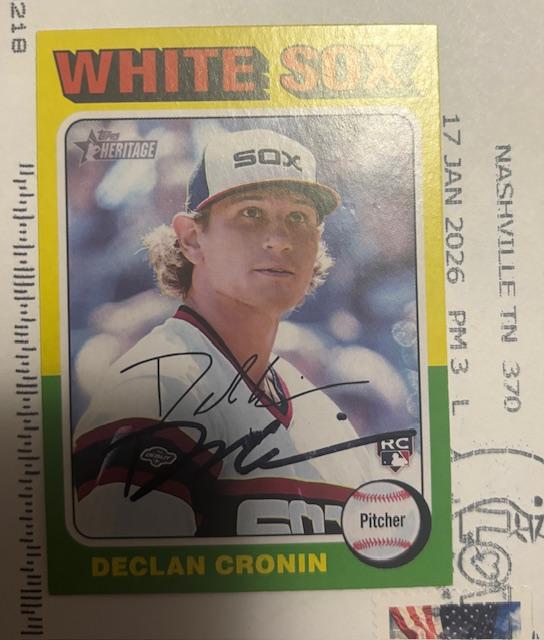 WHITE SOX
topps
HERITAGE
SOX
RC
Pitcher
DECLAN CRONIN
218
NASHVILLE TN 370
17 JAN 2026 PM 3 L